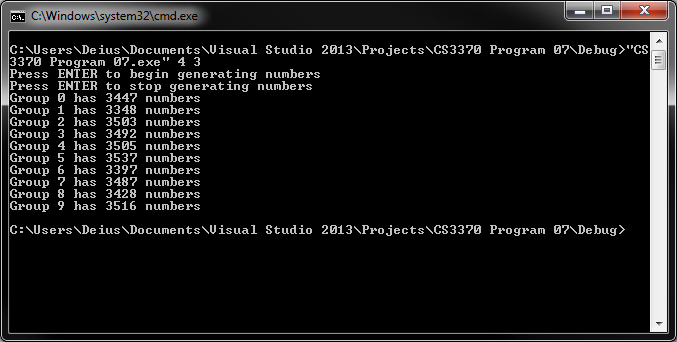 C:\Windows\system32\cmd.exe
C:\Users\Deius\Documents\Visual Studio 2013\Projects\CS3370 Program 07\Debug>"CS
3370 Program 07.exe" 4 3
Press ENTER to begin generating numbers
Press ENTER to stop generating numbers
Group 0 has 3447 numbers
Group 1 has 3348 numbers
Group 2 has 3503 numbers
Group 3 has 3492 numbers
Group 4 has 3505 numbers
Group 5 has 3537 numbers
Group 6 has 3397 numbers
Group 7 has 3487 numbers
Group 8 has 3428 numbers
Group 9 has 3516 numbers
C:\Users\Deius\Documents\Visual Studio 2013\Projects\CS3370 Program 07\Debug>